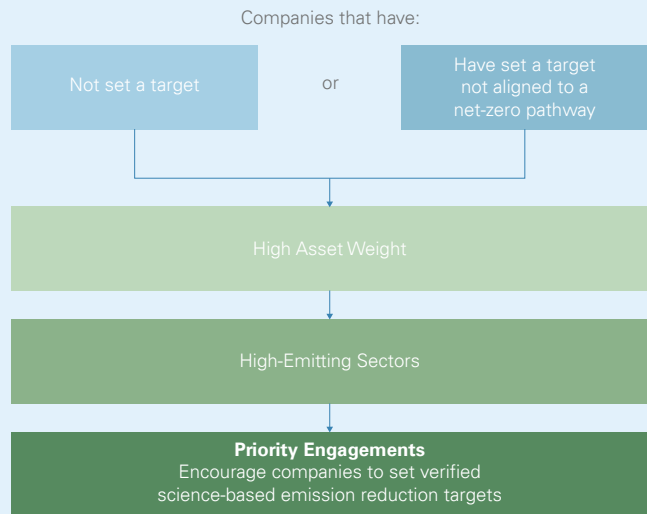 Companies that have:
Not set a target
or
Have set a target
not aligned to a
net-zero pathway
High Asset Weight
High-Emitting Sectors
Priority Engagements
Encourage companies to set verified
science-based emission reduction targets